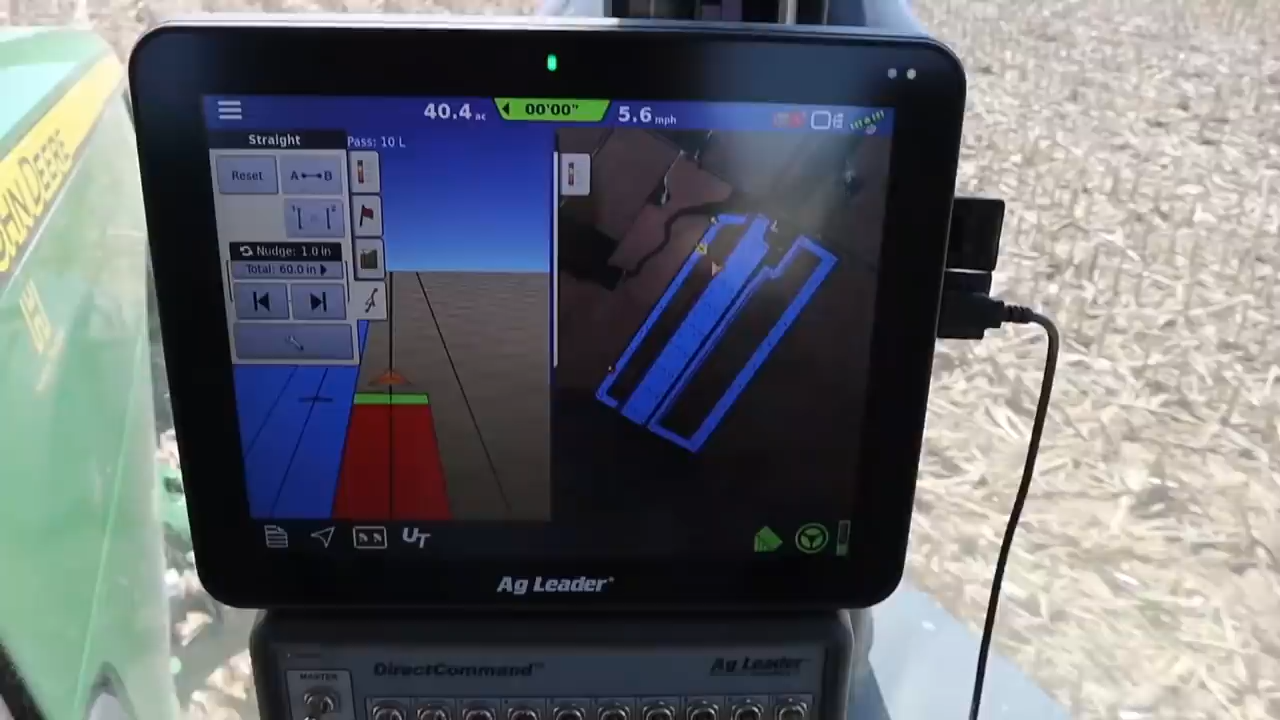 JOHN DEERE
40.4 ac
00'00"
5.6 mph
Straight
Pass: 10 L
Reset
A B
Nudge: 1.0 in
Total: 60.0 in
UT
Ag Leader
DirectCommand™
Ag Leader
MASTER